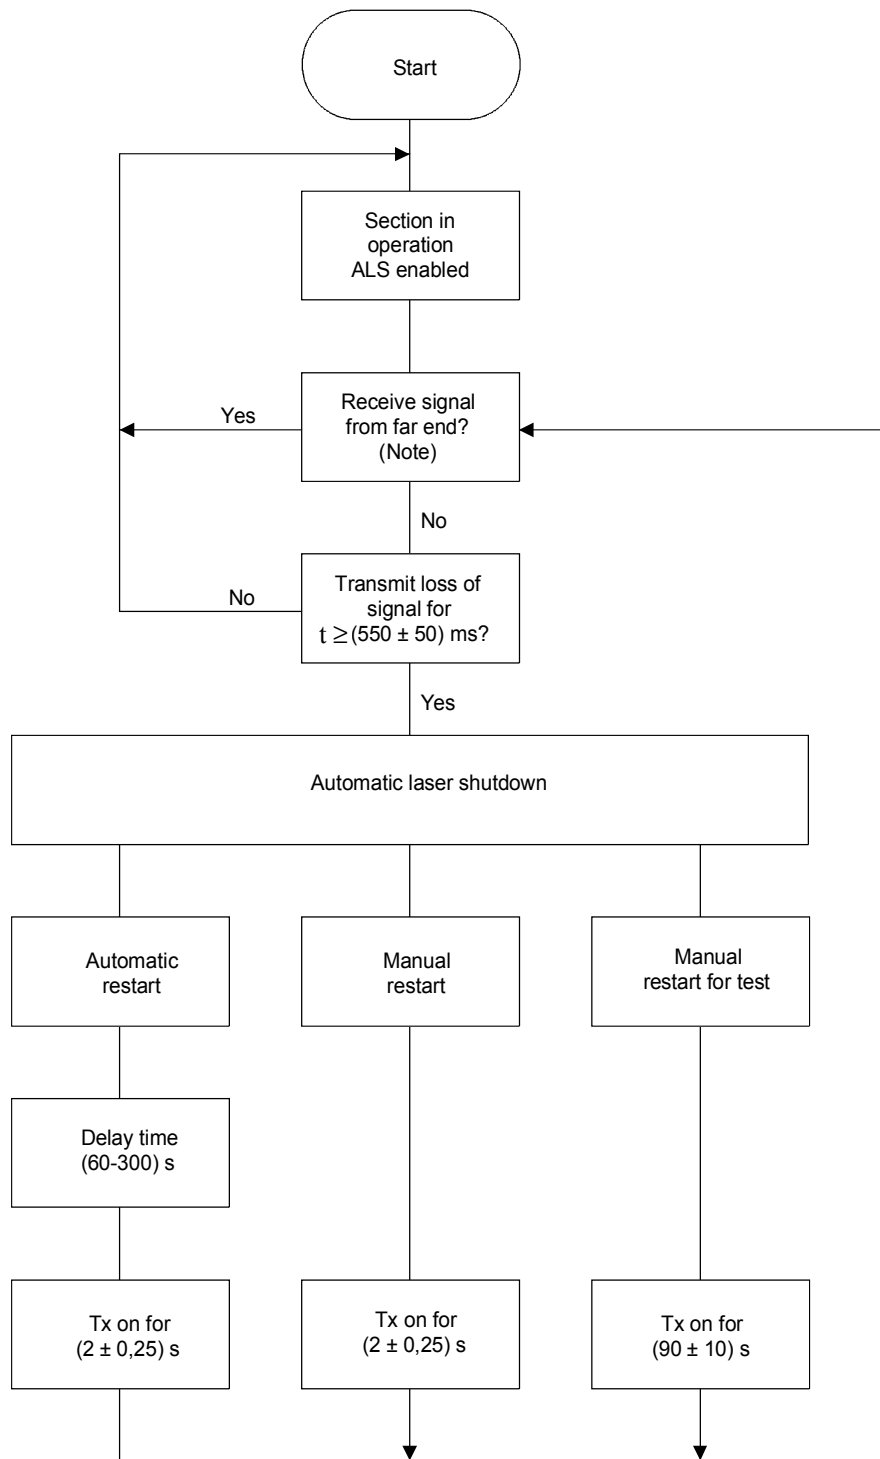 Start
Section in
operation
ALS enabled
Receive signal
from far end?
(Note)
Yes
No
Transmit loss of
signal for
t ≥(550 ± 50) ms?
No
Yes
Automatic laser shutdown
Automatic
restart
Manual
restart
Manual
restart for test
Delay time
(60-300) s
Tx on for
(2 ± 0,25) s
Tx on for
(2 ± 0,25) s
Tx on for
(90 ± 10) s